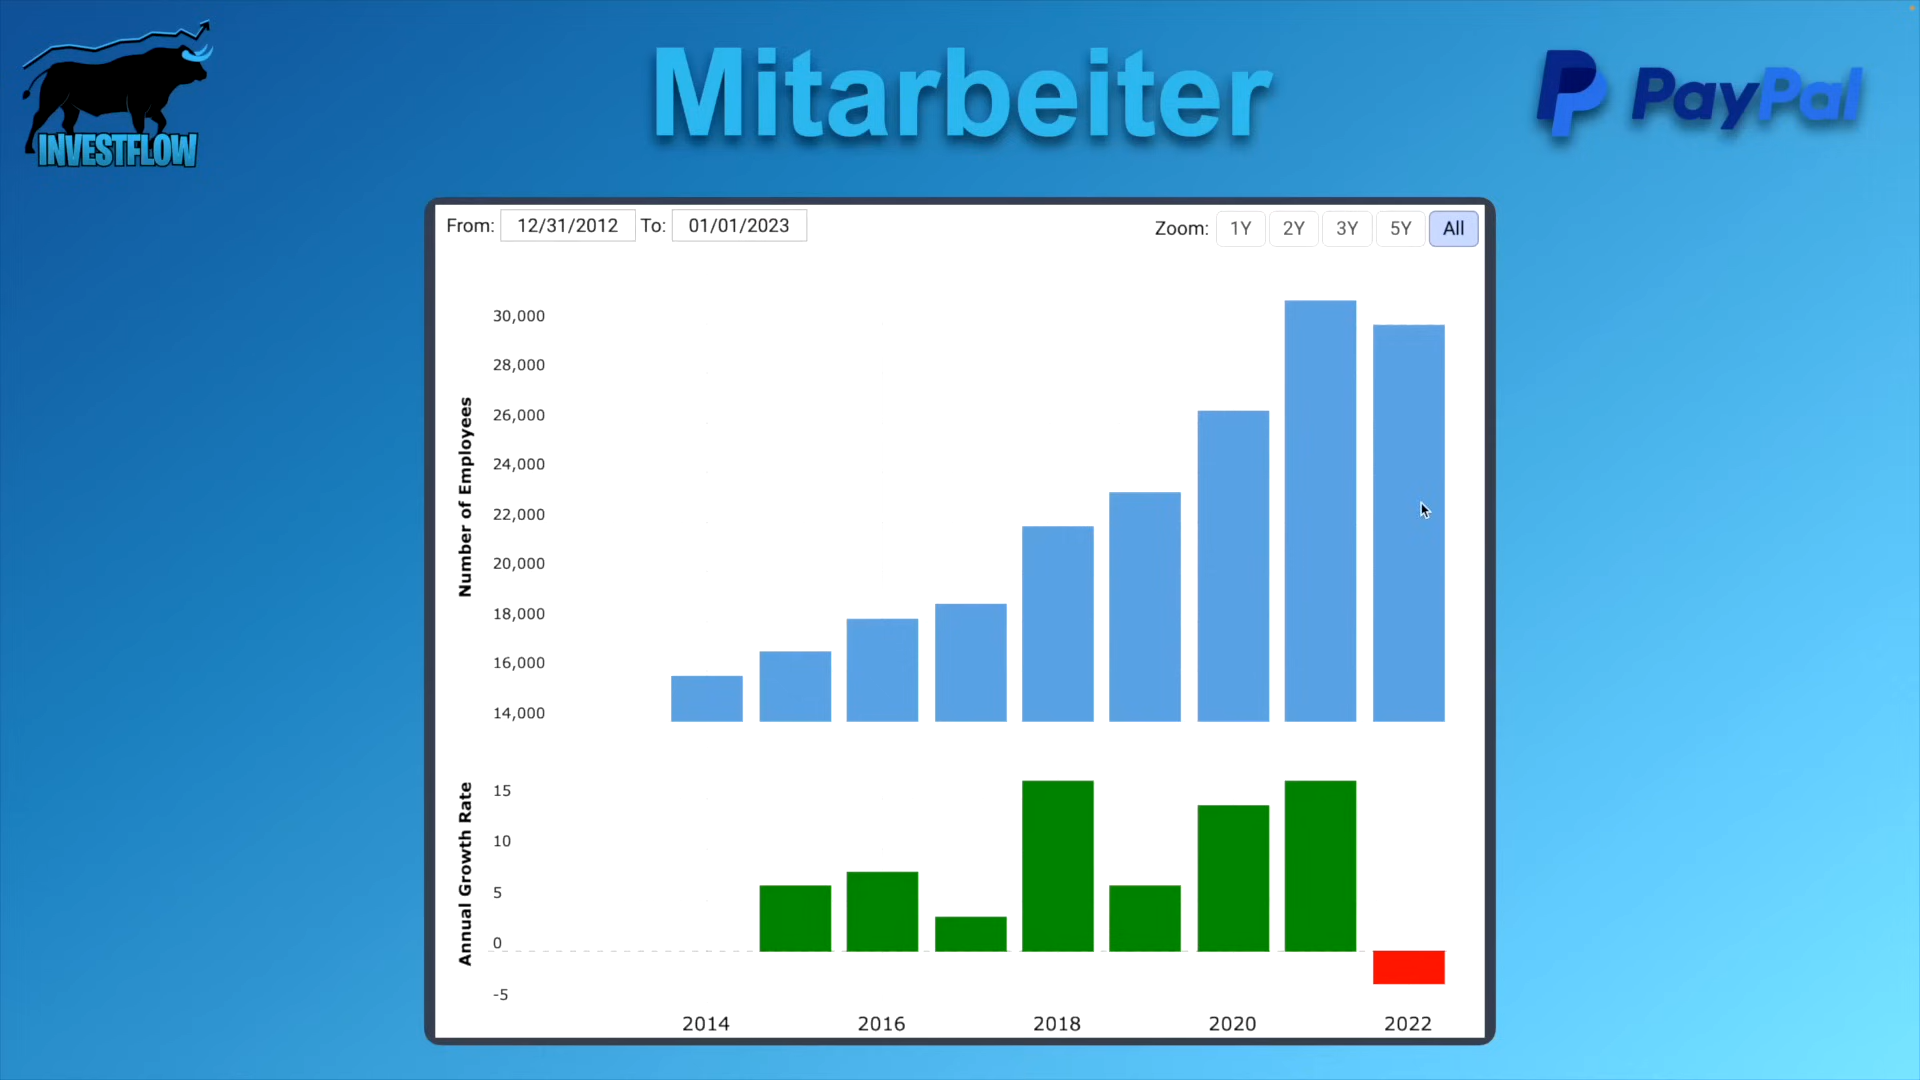 INVESTFLOW
Mitarbeiter
PayPal
From: 12/31/2012 To: 01/01/2023
Zoom: 1Y 2Y 3Y 5Y All
Number of Employees
30,000
28,000
26,000
24,000
22,000
20,000
18,000
16,000
14,000
Annual Growth Rate
15
10
5
0
-5
2014 2016 2018 2020 2022